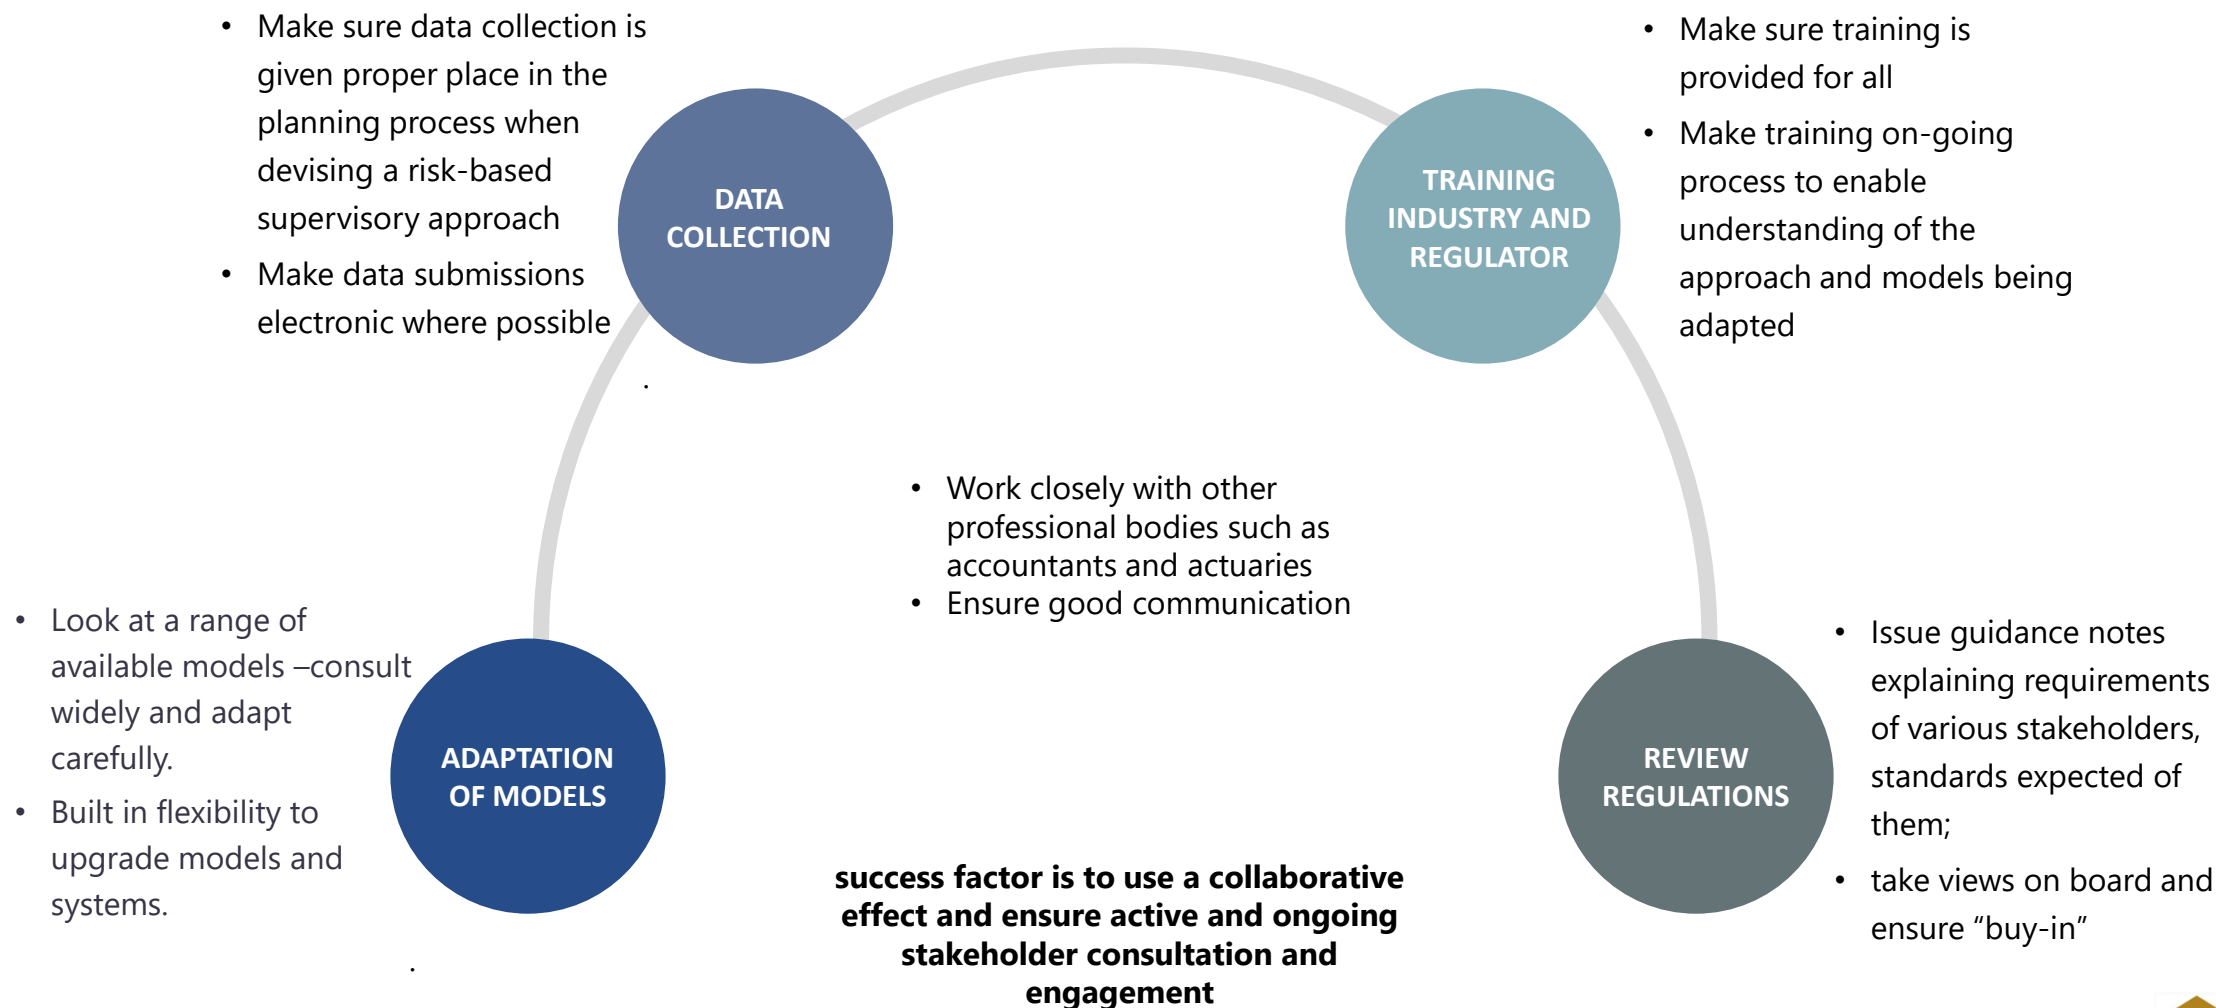 • Make sure data collection is
given proper place in the
planning process when
devising a risk-based
supervisory approach
• Make data submissions
electronic where possible
.
DATA
COLLECTION
TRAINING
INDUSTRY AND
REGULATOR
• Make sure training is
provided for all
• Make training on-going
process to enable
understanding of the
approach and models being
adapted
• Work closely with other
professional bodies such as
accountants and actuaries
• Ensure good communication
• Look at a range of
available models –consult
widely and adapt
carefully.
• Built in flexibility to
upgrade models and
systems.
.
ADAPTATION
OF MODELS
REVIEW
REGULATIONS
• Issue guidance notes
explaining requirements
of various stakeholders,
standards expected of
them;
• take views on board and
ensure “buy-in”
success factor is to use a collaborative
effect and ensure active and ongoing
stakeholder consultation and
engagement